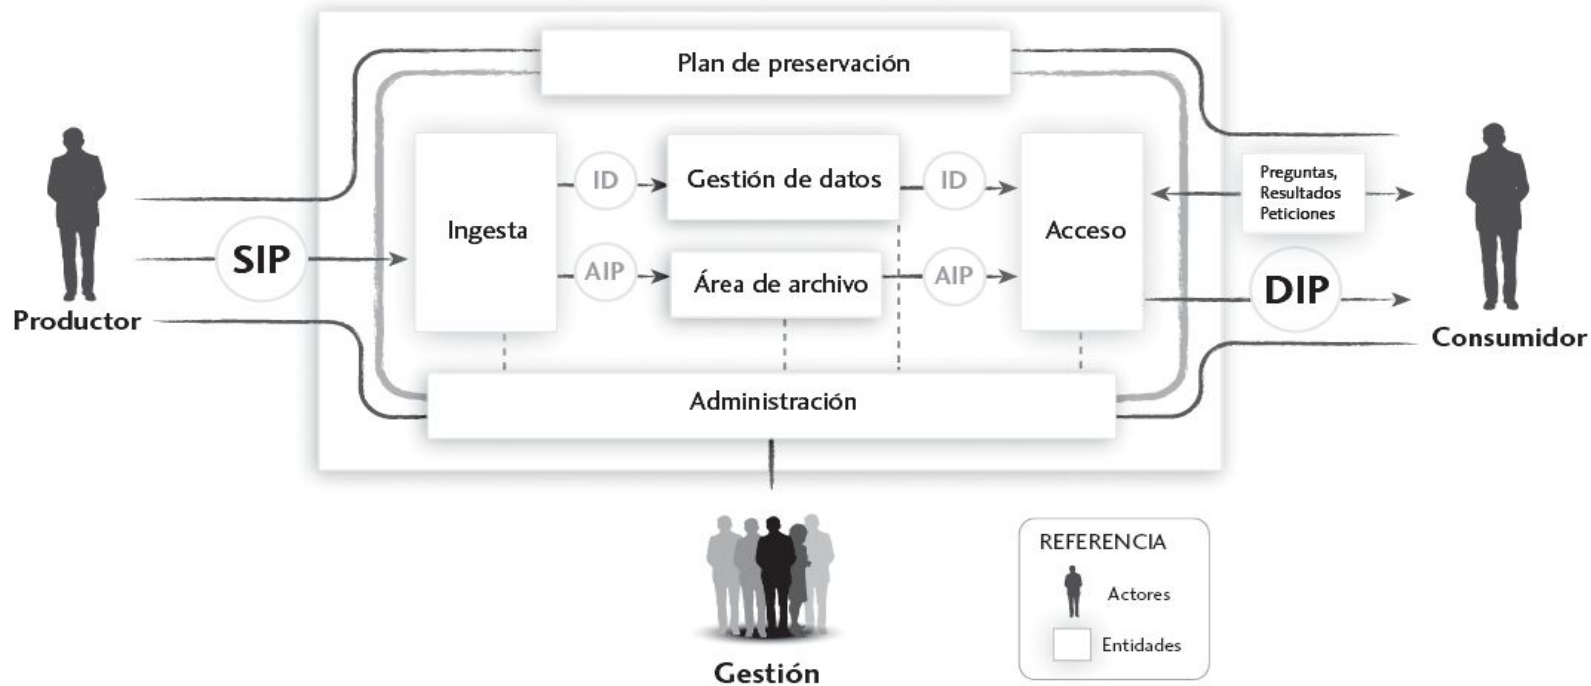 Plan de preservación
ID
Gestión de datos
ID
Preguntas,
Resultados
Peticiones
Ingesta
Acceso
SIP
AIP
Área de archivo
AIP
DIP
Productor
Consumidor
Administración
Gestión
REFERENCIA
Actores
Entidades